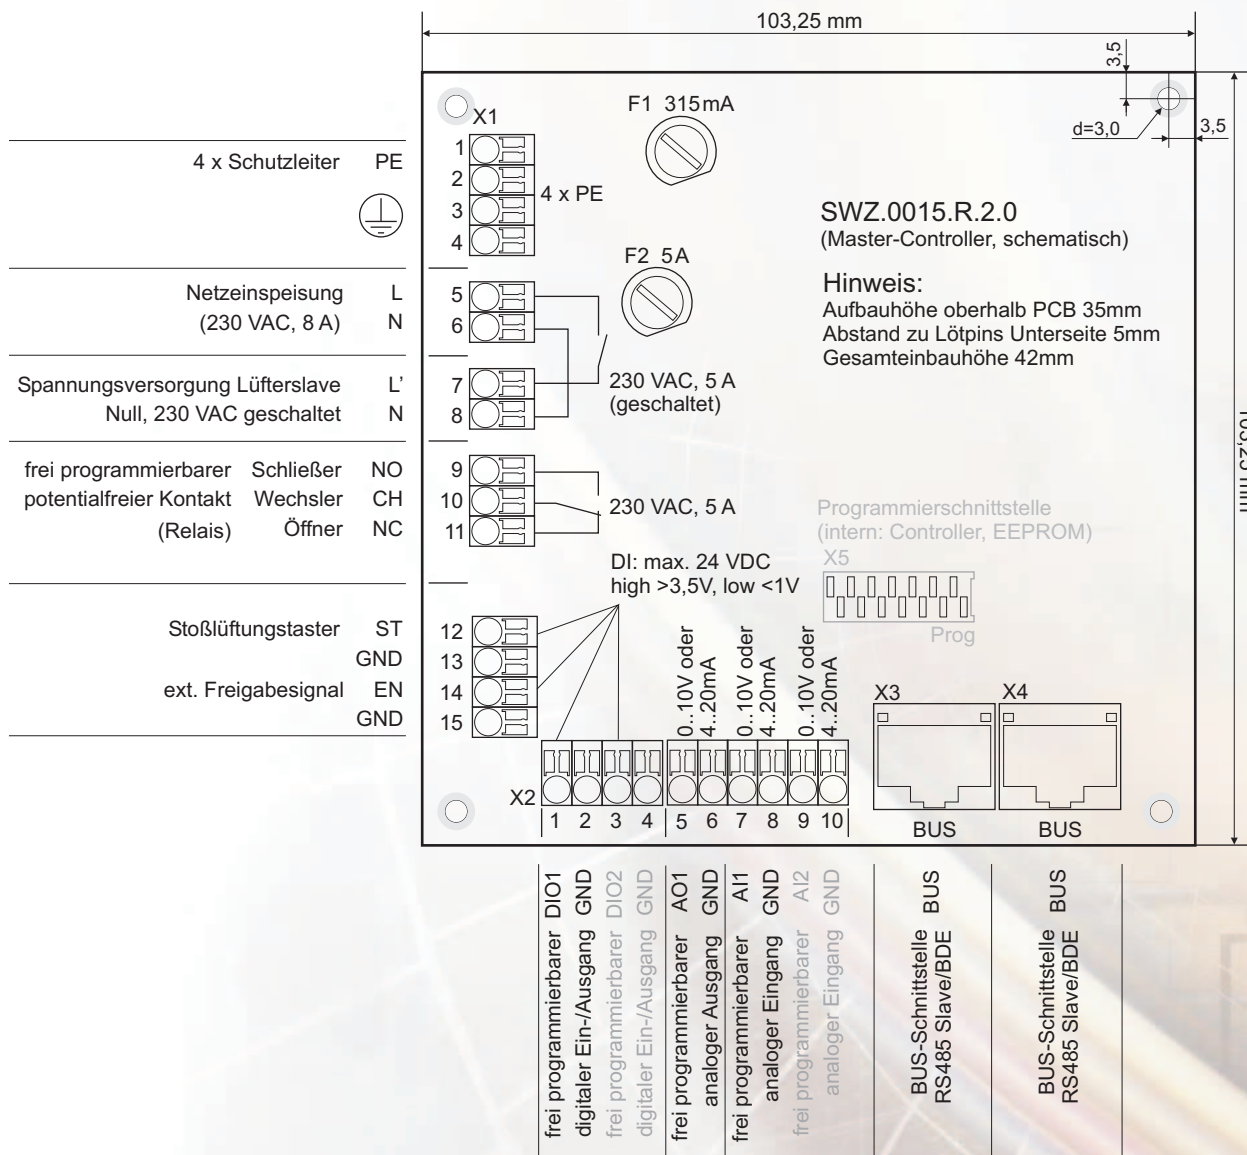 103,25 mm
3,5
d=3,0
3,5
103,25 mm
X1
F1 315mA
1
2
3
4
4 x PE
4 x Schutzleiter PE
SWZ.0015.R.2.0
(Master-Controller, schematisch)
F2 5A
Hinweis:
Aufbauhöhe oberhalb PCB 35mm
Abstand zu Lötpins Unterseite 5mm
Gesamteinbauhöhe 42mm
Netzeinspeisung L
(230 VAC, 8 A) N
5
6
Spannungsversorgung Lüfterslave L'
Null, 230 VAC geschaltet N
7
8
230 VAC, 5 A
(geschaltet)
frei programmierbarer Schließer NO
potentialfreier Kontakt Wechsler CH
(Relais) Öffner NC
9
10
11
230 VAC, 5 A
Programmierschnittstelle
(intern: Controller, EEPROM)
X5
Prog
DI: max. 24 VDC
high >3,5V, low <1V
Stoßlüftungstaster ST
GND
ext. Freigabesignal EN
GND
12
13
14
15
0..10V oder
4..20mA
0..10V oder
4..20mA
0..10V oder
4..20mA
X3
X4
X2
1 2 3 4 5 6 7 8 9 10
BUS
BUS
frei programmierbarer DIO1
digitaler Ein-/Ausgang GND
frei programmierbarer DIO2
digitaler Ein-/Ausgang GND
frei programmierbarer AO1
analoger Ausgang GND
frei programmierbarer AI1
analoger Eingang GND
frei programmierbarer AI2
analoger Eingang GND
BUS-Schnittstelle BUS
RS485 Slave/BDE
BUS-Schnittstelle BUS
RS485 Slave/BDE